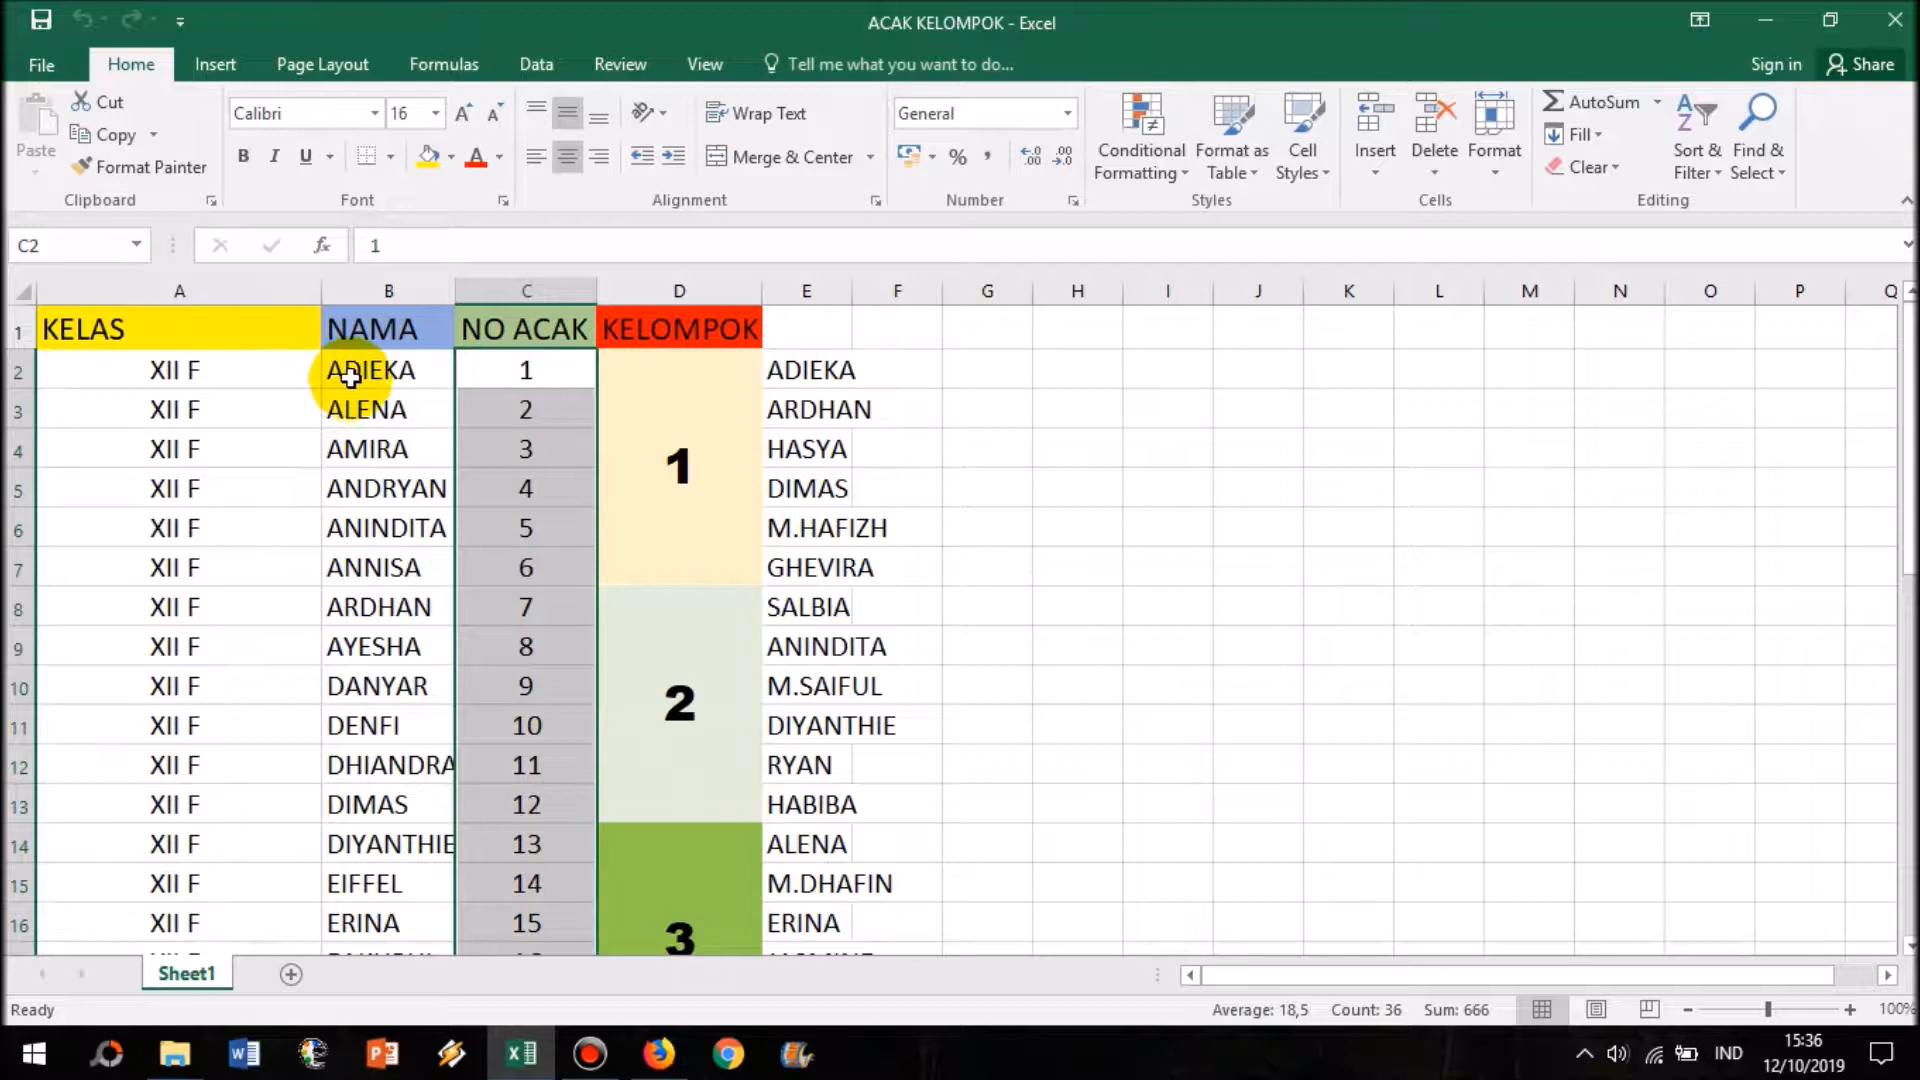 ACAK KELOMPOK - Excel
File Home Insert Page Layout Formulas Data Review View Tell me what you want to do... Sign in Share
Paste
Cut
Copy
Format Painter
Clipboard
Calibri 16
B I U A
Font
Wrap Text
Merge & Center
Alignment
General
% ,
Number
Conditional Formatting
Format as Table
Cell Styles
Styles
Insert Delete Format
Cells
AutoSum
Fill
Clear
Sort & Filter
Find & Select
Editing
C2 fx 1
A B C D E F G H I J K L M N O P Q
1 KELAS NAMA NO ACAK KELOMPOK
2 XII F ADIEKA 1 ADIEKA
3 XII F ALENA 2 ARDHAN
4 XII F AMIRA 3 HASYA
1
5 XII F ANDRYAN 4 DIMAS
6 XII F ANINDITA 5 M.HAFIZH
7 XII F ANNISA 6 GHEVIRA
8 XII F ARDHAN 7 SALBIA
9 XII F AYESHA 8 ANINDITA
10 XII F DANYAR 9 M.SAIFUL
2
11 XII F DENFI 10 DIYANTHIE
12 XII F DHIANDRA 11 RYAN
13 XII F DIMAS 12 HABIBA
14 XII F DIYANTHIE 13 ALENA
15 XII F EIFFEL 14 M.DHAFIN
16 XII F ERINA 15 ERINA
3
Sheet1
Ready Average: 18,5 Count: 36 Sum: 666 100%
IND 15:36
12/10/2019